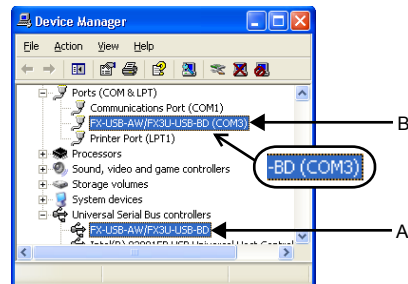 Device Manager
File Action View Help
Ports (COM & LPT)
Communications Port (COM1)
FX-USB-AW/FX3U-USB-BD (COM3)
B
Printer Port (LPT1)
Processors
-BD (COM3)
Sound, video and game controllers
Storage volumes
System devices
Universal Serial Bus controllers
FX-USB-AW/FX3U-USB-BD
A